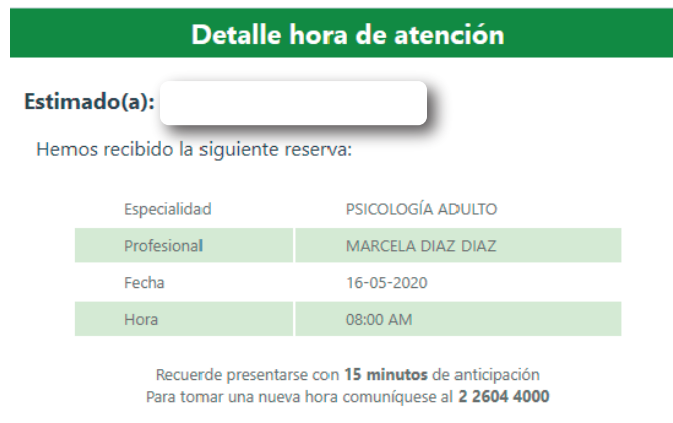 Detalle hora de atención
Estimado(a):
Hemos recibido la siguiente reserva:
Especialidad PSICOLOGÍA ADULTO
Profesional MARCELA DIAZ DIAZ
Fecha 16-05-2020
Hora 08:00 AM
Recuerde presentarse con 15 minutos de anticipación
Para tomar una nueva hora comuníquese al 2 2604 4000